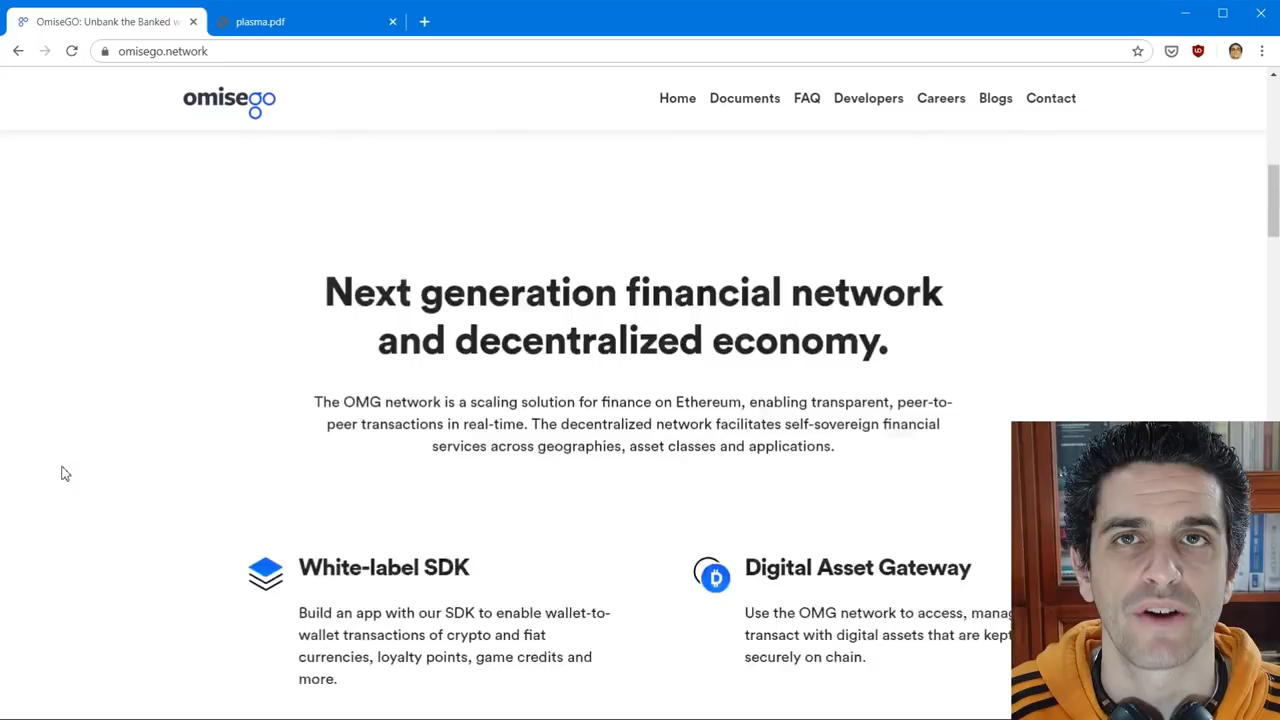 OmiseGO: Unbank the Banked w
plasma.pdf
omisego.network
omisego
Home Documents FAQ Developers Careers Blogs Contact
Next generation financial network
and decentralized economy.
The OMG network is a scaling solution for finance on Ethereum, enabling transparent, peer-to-
peer transactions in real-time. The decentralized network facilitates self-sovereign financial
services across geographies, asset classes and applications.
White-label SDK
Build an app with our SDK to enable wallet-to-
wallet transactions of crypto and fiat
currencies, loyalty points, game credits and
more.
Digital Asset Gateway
Use the OMG network to access, manag
transact with digital assets that are kept
securely on chain.